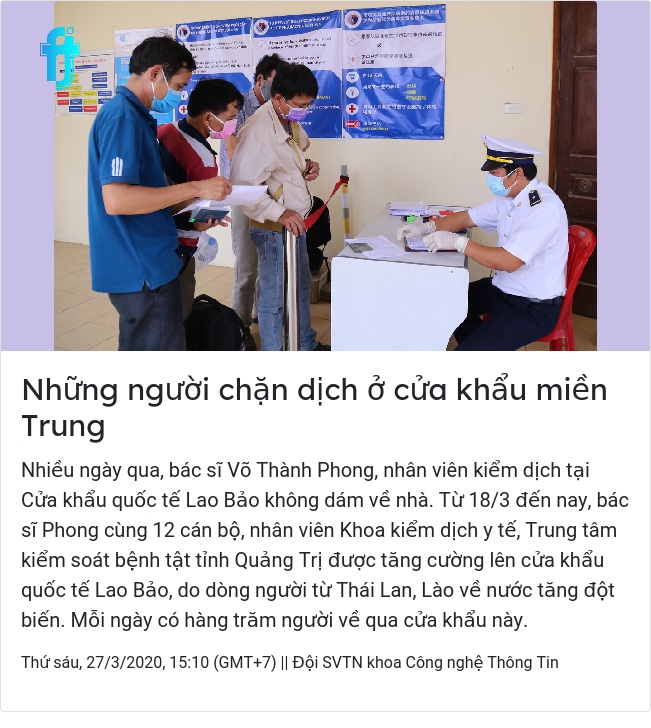 Những người chặn dịch ở cửa khẩu miền
Trung
Nhiều ngày qua, bác sĩ Võ Thành Phong, nhân viên kiểm dịch tại
Cửa khẩu quốc tế Lao Bảo không dám về nhà. Từ 18/3 đến nay, bác
sĩ Phong cùng 12 cán bộ, nhân viên Khoa kiểm dịch y tế, Trung tâm
kiểm soát bệnh tật tỉnh Quảng Trị được tăng cường lên cửa khẩu
quốc tế Lao Bảo, do dòng người từ Thái Lan, Lào về nước tăng đột
biến. Mỗi ngày có hàng trăm người về qua cửa khẩu này.
Thứ sáu, 27/3/2020, 15:10 (GMT+7) || Đội SVTN khoa Công nghệ Thông Tin